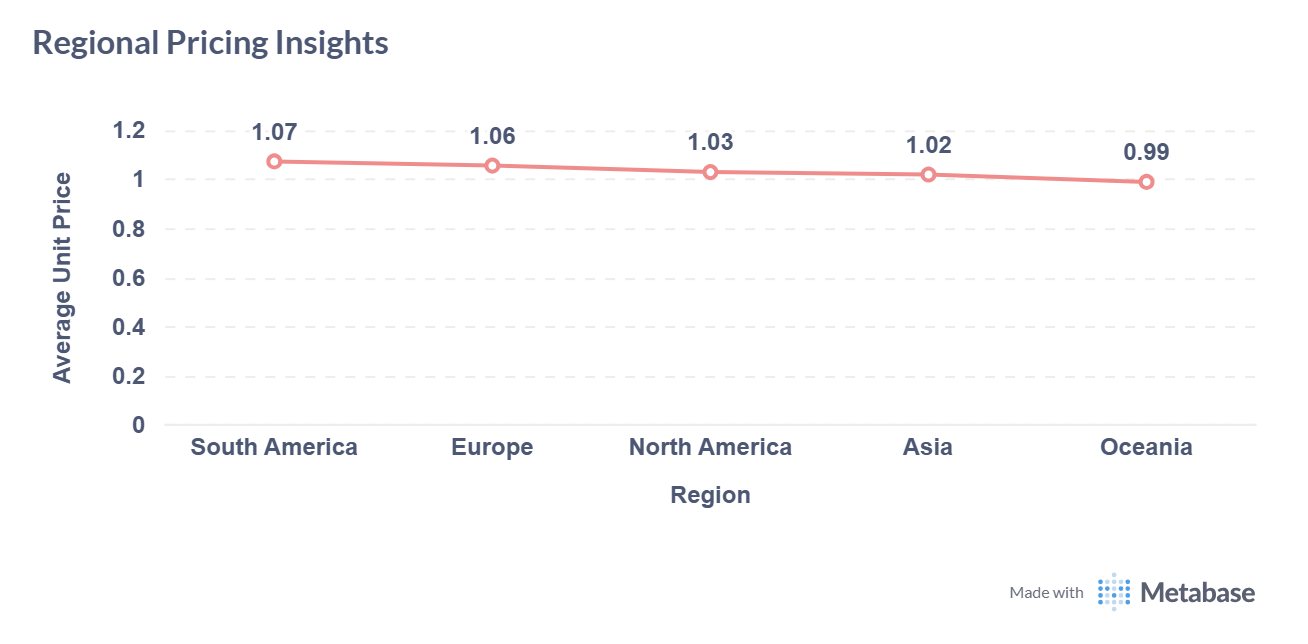 Regional Pricing Insights
1.2
1
0.8
0.6
0.4
0.2
0
Average Unit Price
1.07
1.06
1.03
1.02
0.99
South America
Europe
North America
Asia
Oceania
Region
Made with Metabase